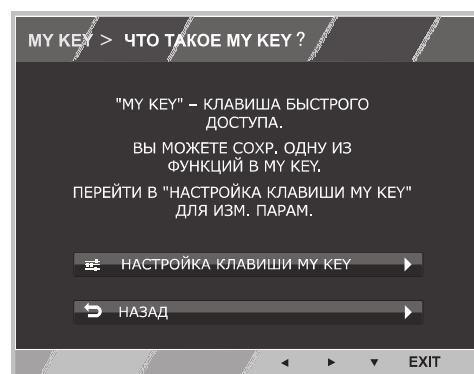 MY KEY > ЧТО ТАКОЕ MY KEY ?
"MY KEY" – КЛАВИША БЫСТРОГО
ДОСТУПА.
ВЫ МОЖЕТЕ СОХР. ОДНУ ИЗ
ФУНКЦИЙ В MY KEY.
ПЕРЕЙТИ В "НАСТРОЙКА КЛАВИШИ MY KEY"
ДЛЯ ИЗМ. ПАРАМ.
НАСТРОЙКА КЛАВИШИ MY KEY
НАЗАД
EXIT